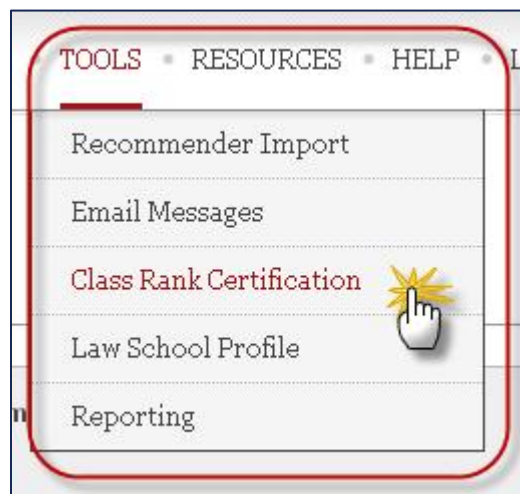 TOOLS • RESOURCES • HELP •
Recommender Import
Email Messages
Class Rank Certification
Law School Profile
Reporting